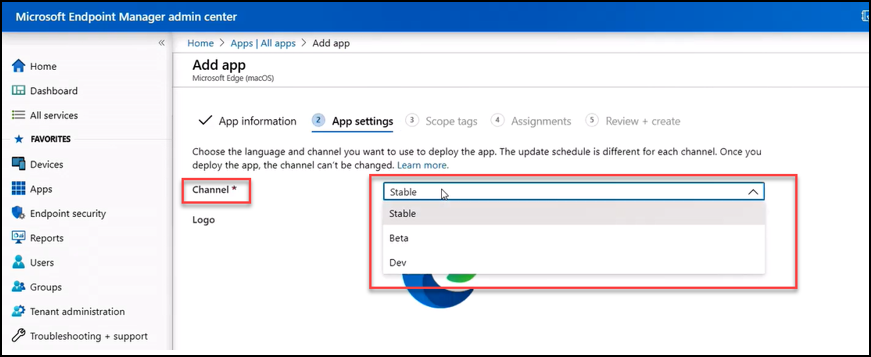 Microsoft Endpoint Manager admin center
«
Home
Dashboard
All services
FAVORITES
Devices
Apps
Endpoint security
Reports
Users
Groups
Tenant administration
Troubleshooting + support
Home > Apps | All apps > Add app
Add app
Microsoft Edge (macOS)
App information 2 App settings 3 Scope tags 4 Assignments 5 Review + create
Choose the language and channel you want to use to deploy the app. The update schedule is different for each channel. Once you
deploy the app, the channel can't be changed. Learn more.
Channel * Stable
Stable
Logo
Beta
Dev